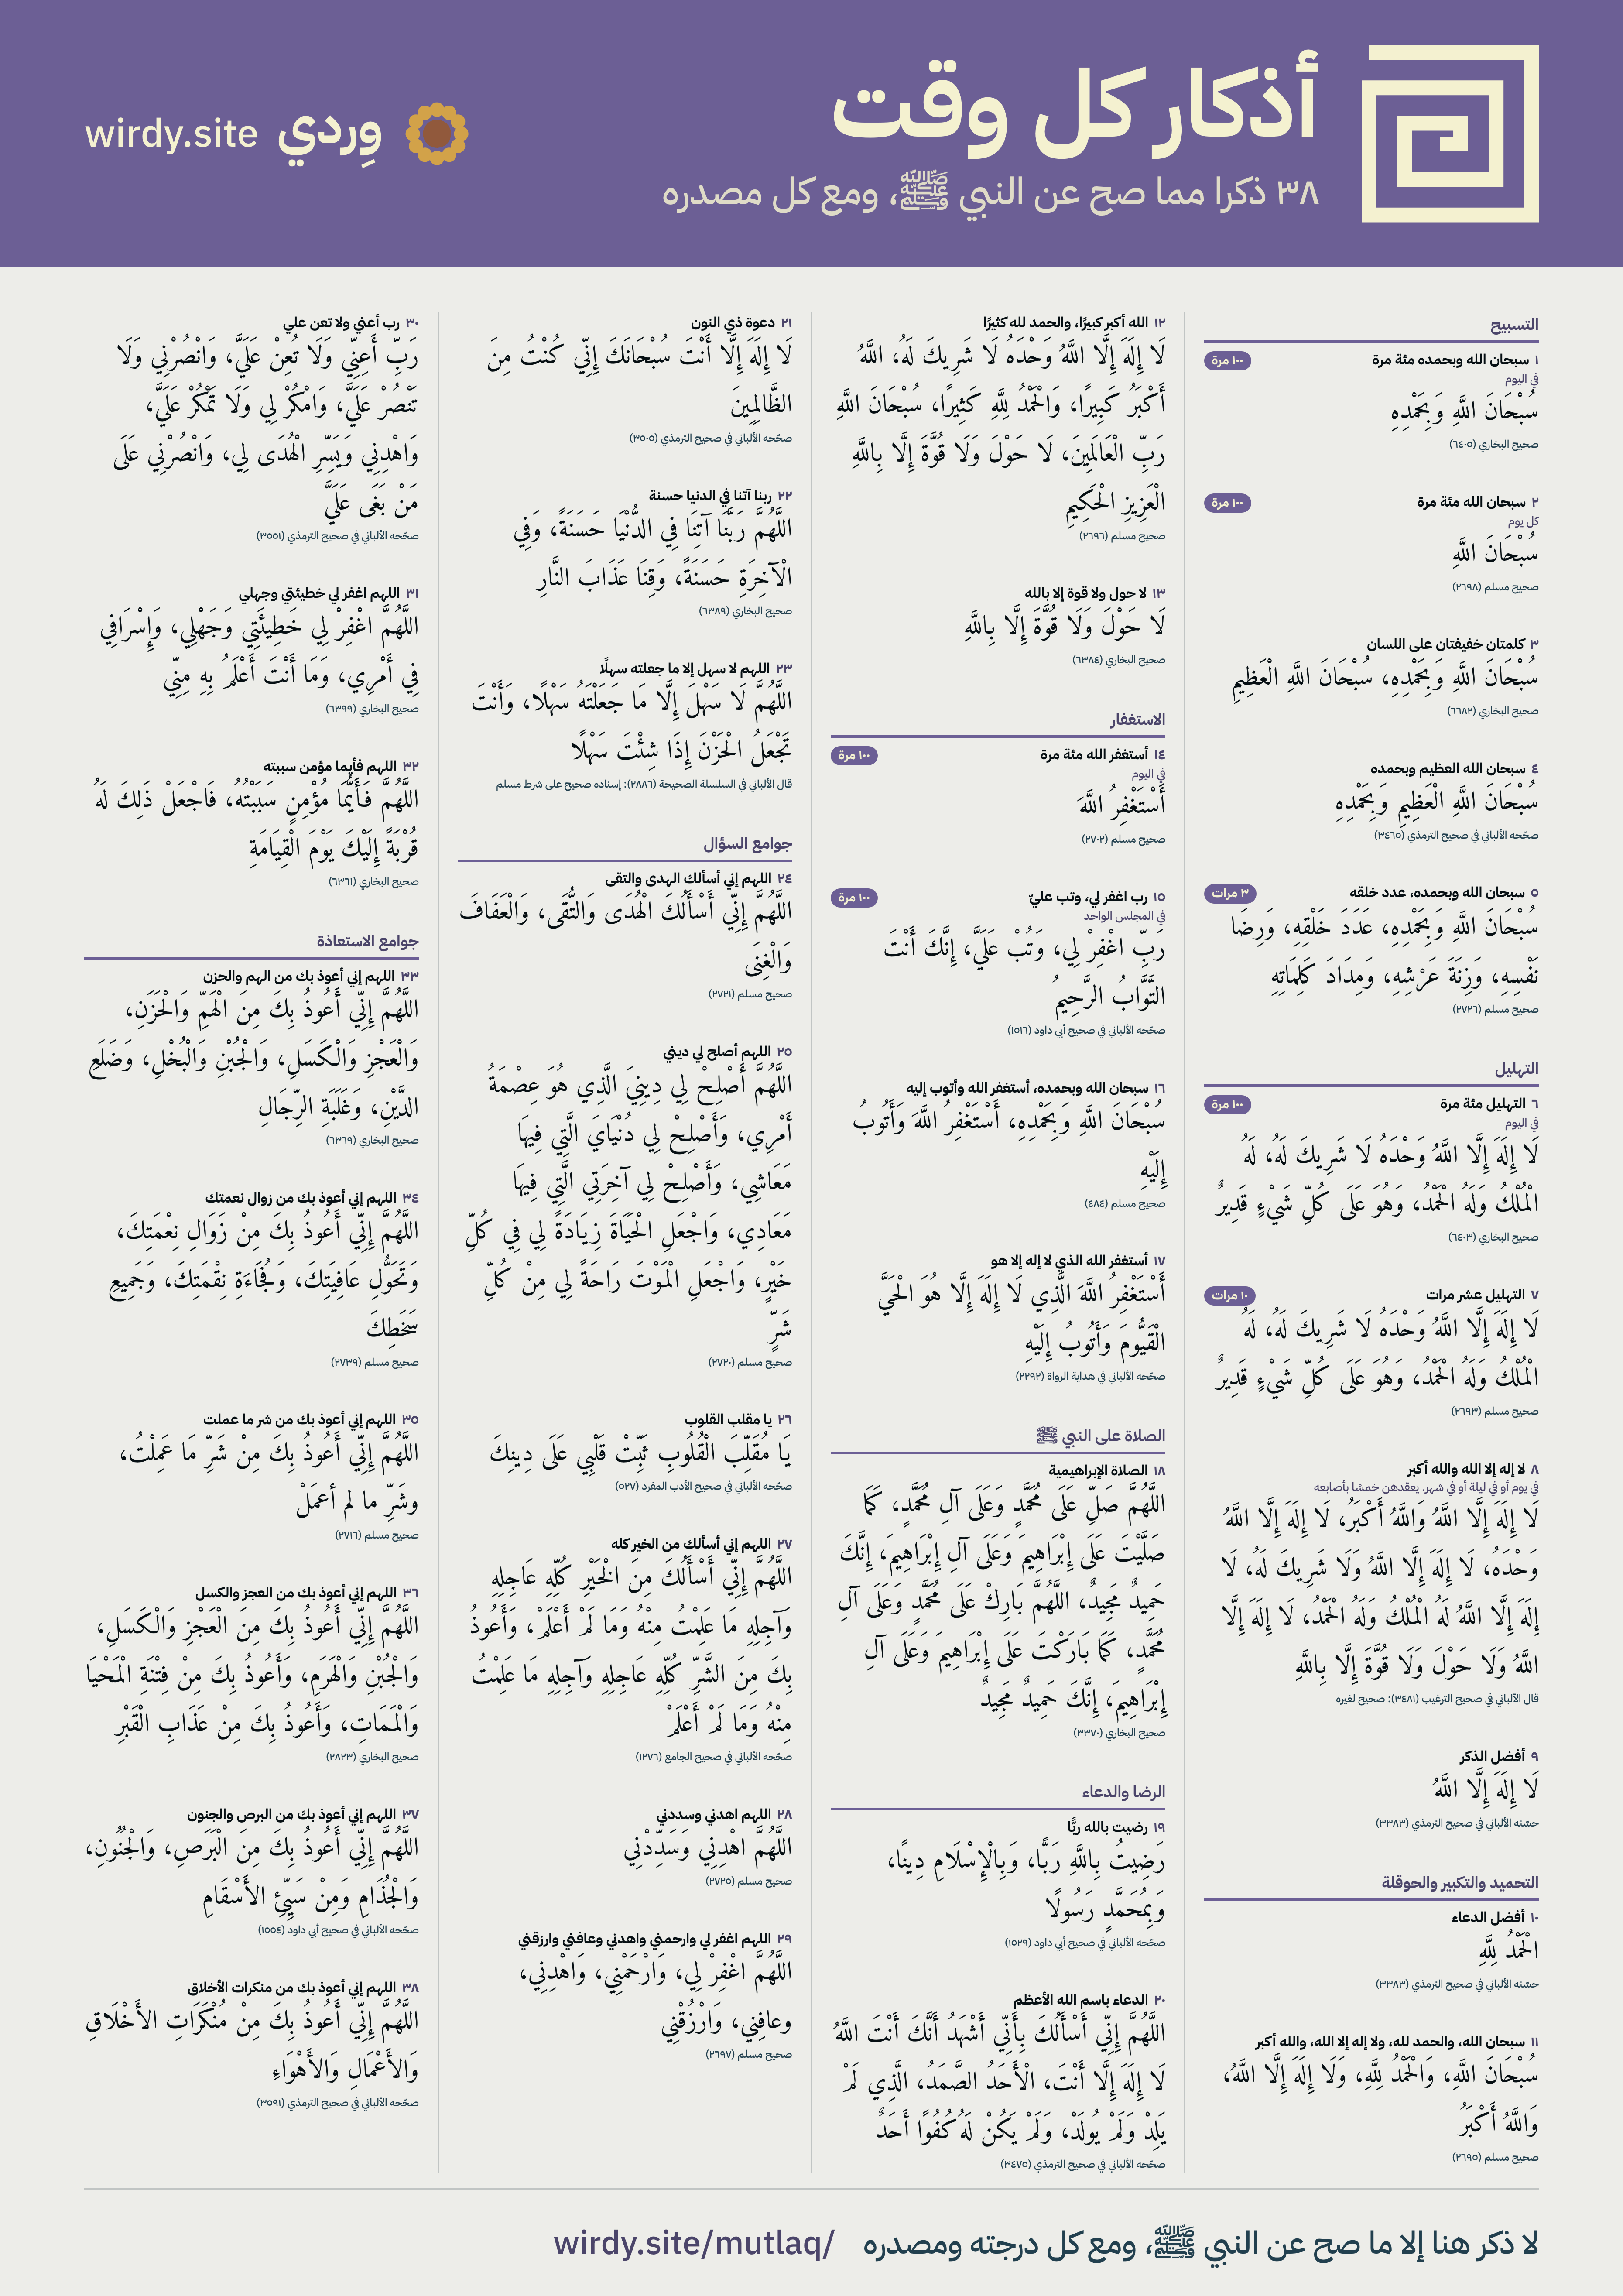 أذكار كل وقت
٣٨ ذكرا مما صح عن النبي ﷺ، ومع كل مصدره
وِردي wirdy.site
التسبيح
١ سبحان الله وبحمده مئة مرة
١٠٠ مرة
في اليوم
سُبْحَانَ اللَّهِ وَبِحَمْدِهِ
صحيح البخاري (٦٤٠٥)
٢ سبحان الله مئة مرة
١٠٠ مرة
كل يوم
سُبْحَانَ اللَّهِ
صحيح مسلم (٢٦٩٨)
٣ كلمتان خفيفتان على اللسان
سُبْحَانَ اللَّهِ وَبِحَمْدِهِ، سُبْحَانَ اللَّهِ الْعَظِيمِ
صحيح البخاري (٦٦٨٢)
٤ سبحان الله العظيم وبحمده
سُبْحَانَ اللَّهِ الْعَظِيمِ وَبِحَمْدِهِ
صحّحه الألباني في صحيح الترمذي (٣٤٦٥)
٥ سبحان الله وبحمده، عدد خلقه
٣ مرات
سُبْحَانَ اللَّهِ وَبِحَمْدِهِ، عَدَدَ خَلْقِهِ، وَرِضَا
نَفْسِهِ، وَزِنَةَ عَرْشِهِ، وَمِدَادَ كَلِمَاتِهِ
صحيح مسلم (٢٧٢٦)
التهليل
٦ التهليل مئة مرة
١٠٠ مرة
في اليوم
لَا إِلَهَ إِلَّا اللَّهُ وَحْدَهُ لَا شَرِيكَ لَهُ، لَهُ
الْمُلْكُ وَلَهُ الْحَمْدُ، وَهُوَ عَلَى كُلِّ شَيْءٍ قَدِيرٌ
صحيح البخاري (٦٤٠٣)
٧ التهليل عشر مرات
١٠ مرات
لَا إِلَهَ إِلَّا اللَّهُ وَحْدَهُ لَا شَرِيكَ لَهُ، لَهُ
الْمُلْكُ وَلَهُ الْحَمْدُ، وَهُوَ عَلَى كُلِّ شَيْءٍ قَدِيرٌ
صحيح مسلم (٢٦٩٣)
٨ لا إله إلا الله والله أكبر
في يوم أو في ليلة أو في شهر. يعقدهن خمسًا بأصابعه
لَا إِلَهَ إِلَّا اللَّهُ وَاللَّهُ أَكْبَرُ، لَا إِلَهَ إِلَّا اللَّهُ
وَحْدَهُ، لَا إِلَهَ إِلَّا اللَّهُ وَلَا شَرِيكَ لَهُ، لَا
إِلَهَ إِلَّا اللَّهُ لَهُ الْمُلْكُ وَلَهُ الْحَمْدُ، لَا إِلَهَ إِلَّا
اللَّهُ وَلَا حَوْلَ وَلَا قُوَّةَ إِلَّا بِاللَّهِ
قال الألباني في صحيح الترغيب (٣٤٨١): صحيح لغيره
٩ أفضل الذكر
لَا إِلَهَ إِلَّا اللَّهُ
حسّنه الألباني في صحيح الترمذي (٣٣٨٣)
التحميد والتكبير والحوقلة
١٠ أفضل الدعاء
الْحَمْدُ لِلَّهِ
حسّنه الألباني في صحيح الترمذي (٣٣٨٣)
١١ سبحان الله، والحمد لله، ولا إله إلا الله، والله أكبر
سُبْحَانَ اللَّهِ، وَالْحَمْدُ لِلَّهِ، وَلَا إِلَهَ إِلَّا اللَّهُ،
وَاللَّهُ أَكْبَرُ
صحيح مسلم (٢٦٩٥)
١٢ الله أكبر كبيرًا، والحمد لله كثيرًا
لَا إِلَهَ إِلَّا اللَّهُ وَحْدَهُ لَا شَرِيكَ لَهُ، اللَّهُ
أَكْبَرُ كَبِيرًا، وَالْحَمْدُ لِلَّهِ كَثِيرًا، سُبْحَانَ اللَّهِ
رَبِّ الْعَالَمِينَ، لَا حَوْلَ وَلَا قُوَّةَ إِلَّا بِاللَّهِ
الْعَزِيزِ الْحَكِيمِ
صحيح مسلم (٢٦٩٦)
١٣ لا حول ولا قوة إلا بالله
لَا حَوْلَ وَلَا قُوَّةَ إِلَّا بِاللَّهِ
صحيح البخاري (٦٣٨٤)
الاستغفار
١٤ أستغفر الله مئة مرة
١٠٠ مرة
في اليوم
أَسْتَغْفِرُ اللَّهَ
صحيح مسلم (٢٧٠٢)
١٥ رب اغفر لي، وتب عليّ
١٠٠ مرة
في المجلس الواحد
رَبِّ اغْفِرْ لِي، وَتُبْ عَلَيَّ، إِنَّكَ أَنْتَ
التَّوَّابُ الرَّحِيمُ
صحّحه الألباني في صحيح أبي داود (١٥١٦)
١٦ سبحان الله وبحمده، أستغفر الله وأتوب إليه
سُبْحَانَ اللَّهِ وَبِحَمْدِهِ، أَسْتَغْفِرُ اللَّهَ وَأَتُوبُ
إِلَيْهِ
صحيح مسلم (٤٨٤)
١٧ أستغفر الله الذي لا إله إلا هو
أَسْتَغْفِرُ اللَّهَ الَّذِي لَا إِلَهَ إِلَّا هُوَ الْحَيَّ
الْقَيُّومَ وَأَتُوبُ إِلَيْهِ
صحّحه الألباني في هداية الرواة (٢٢٩٢)
الصلاة على النبي ﷺ
١٨ الصلاة الإبراهيمية
اللَّهُمَّ صَلِّ عَلَى مُحَمَّدٍ وَعَلَى آلِ مُحَمَّدٍ، كَمَا
صَلَّيْتَ عَلَى إِبْرَاهِيمَ وَعَلَى آلِ إِبْرَاهِيمَ، إِنَّكَ
حَمِيدٌ مَجِيدٌ، اللَّهُمَّ بَارِكْ عَلَى مُحَمَّدٍ وَعَلَى آلِ
مُحَمَّدٍ، كَمَا بَارَكْتَ عَلَى إِبْرَاهِيمَ وَعَلَى آلِ
إِبْرَاهِيمَ، إِنَّكَ حَمِيدٌ مَجِيدٌ
صحيح البخاري (٣٣٧٠)
الرضا والدعاء
١٩ رضيت بالله ربًّا
رَضِيتُ بِاللَّهِ رَبًّا، وَبِالْإِسْلَامِ دِينًا،
وَبِمُحَمَّدٍ رَسُولًا
صحّحه الألباني في صحيح أبي داود (١٥٢٩)
٢٠ الدعاء باسم الله الأعظم
اللَّهُمَّ إِنِّي أَسْأَلُكَ بِأَنِّي أَشْهَدُ أَنَّكَ أَنْتَ اللَّهُ
لَا إِلَهَ إِلَّا أَنْتَ، الْأَحَدُ الصَّمَدُ، الَّذِي لَمْ
يَلِدْ وَلَمْ يُولَدْ، وَلَمْ يَكُنْ لَهُ كُفُوًا أَحَدٌ
صحّحه الألباني في صحيح الترمذي (٣٤٧٥)
٢١ دعوة ذي النون
لَا إِلَهَ إِلَّا أَنْتَ سُبْحَانَكَ إِنِّي كُنْتُ مِنَ
الظَّالِمِينَ
صحّحه الألباني في صحيح الترمذي (٣٥٠٥)
٢٢ ربنا آتنا في الدنيا حسنة
اللَّهُمَّ رَبَّنَا آتِنَا فِي الدُّنْيَا حَسَنَةً، وَفِي
الْآخِرَةِ حَسَنَةً، وَقِنَا عَذَابَ النَّارِ
صحيح البخاري (٦٣٨٩)
٢٣ اللهم لا سهل إلا ما جعلته سهلًا
اللَّهُمَّ لَا سَهْلَ إِلَّا مَا جَعَلْتَهُ سَهْلًا، وَأَنْتَ
تَجْعَلُ الْحَزْنَ إِذَا شِئْتَ سَهْلًا
قال الألباني في السلسلة الصحيحة (٢٨٨٦): إسناده صحيح على شرط مسلم
جوامع السؤال
٢٤ اللهم إني أسألك الهدى والتقى
اللَّهُمَّ إِنِّي أَسْأَلُكَ الْهُدَى وَالتُّقَى، وَالْعَفَافَ
وَالْغِنَى
صحيح مسلم (٢٧٢١)
٢٥ اللهم أصلح لي ديني
اللَّهُمَّ أَصْلِحْ لِي دِينِيَ الَّذِي هُوَ عِصْمَةُ
أَمْرِي، وَأَصْلِحْ لِي دُنْيَايَ الَّتِي فِيهَا
مَعَاشِي، وَأَصْلِحْ لِي آخِرَتِي الَّتِي فِيهَا
مَعَادِي، وَاجْعَلِ الْحَيَاةَ زِيَادَةً لِي فِي كُلِّ
خَيْرٍ، وَاجْعَلِ الْمَوْتَ رَاحَةً لِي مِنْ كُلِّ
شَرٍّ
صحيح مسلم (٢٧٢٠)
٢٦ يا مقلب القلوب
يَا مُقَلِّبَ الْقُلُوبِ ثَبِّتْ قَلْبِي عَلَى دِينِكَ
صحّحه الألباني في صحيح الأدب المفرد (٥٢٧)
٢٧ اللهم إني أسألك من الخير كله
اللَّهُمَّ إِنِّي أَسْأَلُكَ مِنَ الْخَيْرِ كُلِّهِ عَاجِلِهِ
وَآجِلِهِ مَا عَلِمْتُ مِنْهُ وَمَا لَمْ أَعْلَمْ، وَأَعُوذُ
بِكَ مِنَ الشَّرِّ كُلِّهِ عَاجِلِهِ وَآجِلِهِ مَا عَلِمْتُ
مِنْهُ وَمَا لَمْ أَعْلَمْ
صحّحه الألباني في صحيح الجامع (١٢٧٦)
٢٨ اللهم اهدني وسددني
اللَّهُمَّ اهْدِنِي وَسَدِّدْنِي
صحيح مسلم (٢٧٢٥)
٢٩ اللهم اغفر لي وارحمني واهدني وعافني وارزقني
اللَّهُمَّ اغْفِرْ لِي، وَارْحَمْنِي، وَاهْدِنِي،
وعافِنِي، وَارْزُقْنِي
صحيح مسلم (٢٦٩٧)
٣٠ رب أعني ولا تعن علي
رَبِّ أَعِنِّي وَلَا تُعِنْ عَلَيَّ، وَانْصُرْنِي وَلَا
تَنْصُرْ عَلَيَّ، وَامْكُرْ لِي وَلَا تَمْكُرْ عَلَيَّ،
وَاهْدِنِي وَيَسِّرِ الْهُدَى لِي، وَانْصُرْنِي عَلَى
مَنْ بَغَى عَلَيَّ
صحّحه الألباني في صحيح الترمذي (٣٥٥١)
٣١ اللهم اغفر لي خطيئتي وجهلي
اللَّهُمَّ اغْفِرْ لِي خَطِيئَتِي وَجَهْلِي، وَإِسْرَافِي
فِي أَمْرِي، وَمَا أَنْتَ أَعْلَمُ بِهِ مِنِّي
صحيح البخاري (٦٣٩٩)
٣٢ اللهم فأيما مؤمن سببته
اللَّهُمَّ فَأَيُّمَا مُؤْمِنٍ سَبَبْتُهُ، فَاجْعَلْ ذَلِكَ لَهُ
قُرْبَةً إِلَيْكَ يَوْمَ الْقِيَامَةِ
صحيح البخاري (٦٣٦١)
جوامع الاستعاذة
٣٣ اللهم إني أعوذ بك من الهم والحزن
اللَّهُمَّ إِنِّي أَعُوذُ بِكَ مِنَ الْهَمِّ وَالْحَزَنِ،
وَالْعَجْزِ وَالْكَسَلِ، وَالْجُبْنِ وَالْبُخْلِ، وَضَلَعِ
الدَّيْنِ، وَغَلَبَةِ الرِّجَالِ
صحيح البخاري (٦٣٦٩)
٣٤ اللهم إني أعوذ بك من زوال نعمتك
اللَّهُمَّ إِنِّي أَعُوذُ بِكَ مِنْ زَوَالِ نِعْمَتِكَ،
وَتَحَوُّلِ عَافِيَتِكَ، وَفُجَاءَةِ نِقْمَتِكَ، وَجَمِيعِ
سَخَطِكَ
صحيح مسلم (٢٧٣٩)
٣٥ اللهم إني أعوذ بك من شر ما عملت
اللَّهُمَّ إِنِّي أَعُوذُ بِكَ مِنْ شَرِّ مَا عَمِلْتُ،
وشَرِّ ما لم أعمَلْ
صحيح مسلم (٢٧١٦)
٣٦ اللهم إني أعوذ بك من العجز والكسل
اللَّهُمَّ إِنِّي أَعُوذُ بِكَ مِنَ الْعَجْزِ وَالْكَسَلِ،
وَالْجُبْنِ وَالْهَرَمِ، وَأَعُوذُ بِكَ مِنْ فِتْنَةِ الْمَحْيَا
وَالْمَمَاتِ، وَأَعُوذُ بِكَ مِنْ عَذَابِ الْقَبْرِ
صحيح البخاري (٢٨٢٣)
٣٧ اللهم إني أعوذ بك من البرص والجنون
اللَّهُمَّ إِنِّي أَعُوذُ بِكَ مِنَ الْبَرَصِ، وَالْجُنُونِ،
وَالْجُذَامِ وَمِنْ سَيِّئِ الأَسْقَامِ
صحّحه الألباني في صحيح أبي داود (١٥٥٤)
٣٨ اللهم إني أعوذ بك من منكرات الأخلاق
اللَّهُمَّ إِنِّي أَعُوذُ بِكَ مِنْ مُنْكَرَاتِ الأَخْلَاقِ
وَالأَعْمَالِ وَالأَهْوَاءِ
صحّحه الألباني في صحيح الترمذي (٣٥٩١)
لا ذكر هنا إلا ما صح عن النبي ﷺ، ومع كل درجته ومصدره wirdy.site/mutlaq/